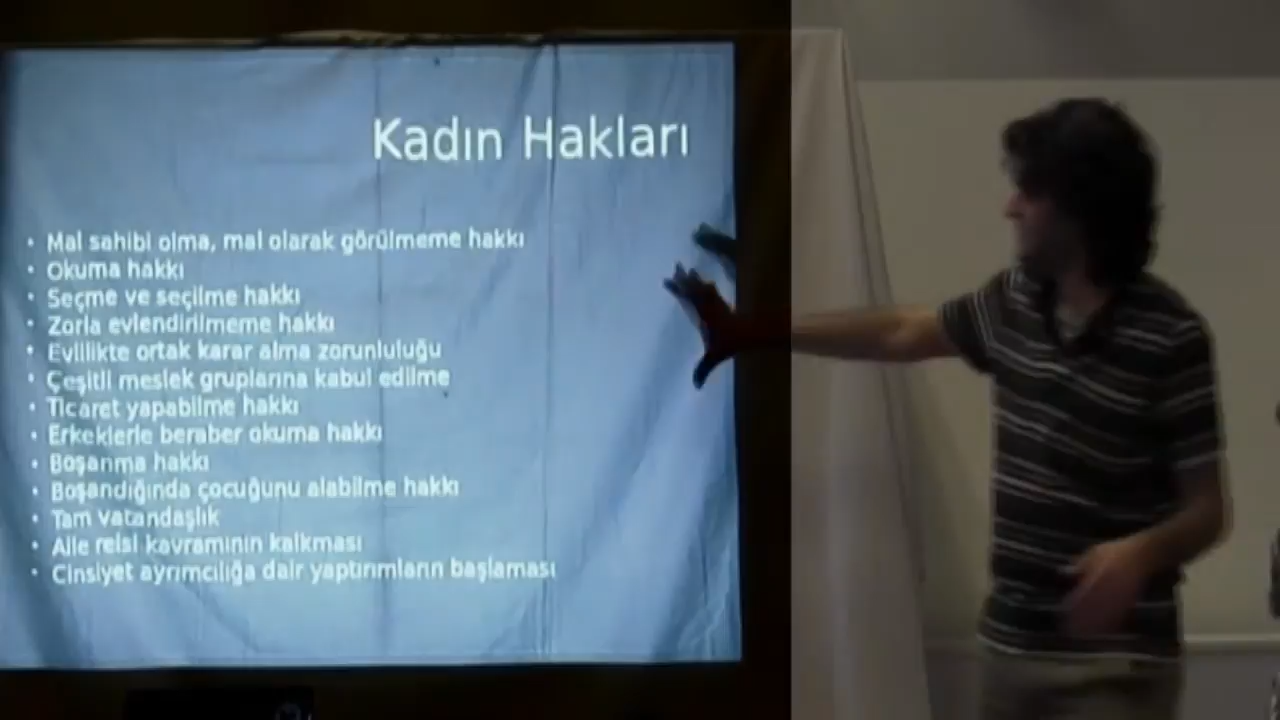 Kadın Hakları
• Mal sahibi olma, mal olarak görülmeme hakkı
• Okuma hakkı
• Seçme ve seçilme hakkı
• Zorla evlendirilmeme hakkı
• Evlilikte ortak karar alma zorunluluğu
• Çeşitli meslek gruplarına kabul edilme
• Ticaret yapabilme hakkı
• Erkeklerle beraber okuma hakkı
• Boşanma hakkı
• Boşandığında çocuğunu alabilme hakkı
• Tam vatandaşlık
• Aile reisi kavramının kalkması
• Cinsiyet ayrımcılığa dair yaptırımların başlaması